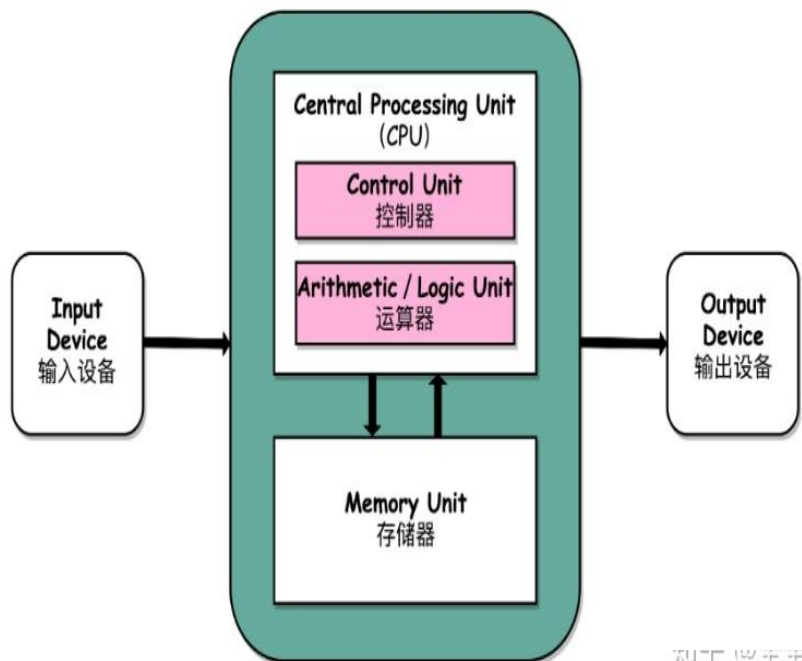 Central Processing Unit
(CPU)
Control Unit
控制器
Arithmetic / Logic Unit
运算器
Input
Device
输入设备
Output
Device
输出设备
Memory Unit
存储器